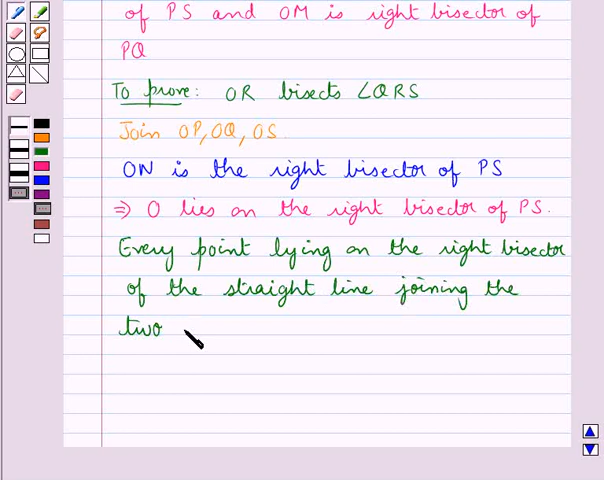 of PS and OM is right bisector of
PQ
To prove: OR bisects ∠QRS
Join OP, OQ, OS.
ON is the right bisector of PS
⇒ O lies on the right bisector of PS.
Every point lying on the right bisector
of the straight line joining the
two